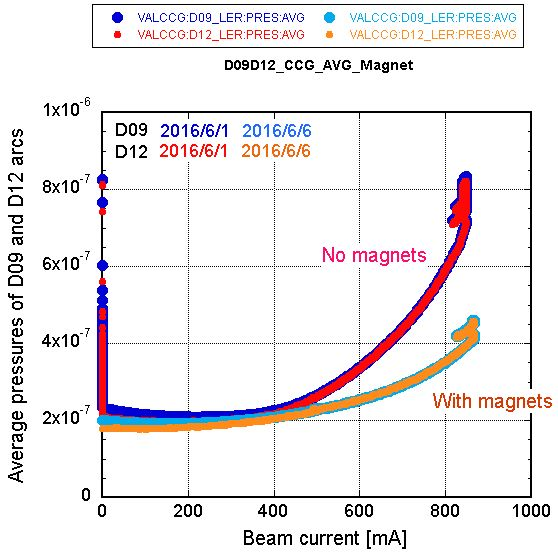 VALCCG:D09_LER:PRES:AVG VALCCG:D09_LER:PRES:AVG
VALCCG:D12_LER:PRES:AVG VALCCG:D12_LER:PRES:AVG
D09D12_CCG_AVG_Magnet
1x10-6
D09 2016/6/1 2016/6/6
D12 2016/6/1 2016/6/6
8x10-7
No magnets
6x10-7
4x10-7
With magnets
2x10-7
0
0 200 400 600 800 1000
Beam current [mA]
Average pressures of D09 and D12 arcs